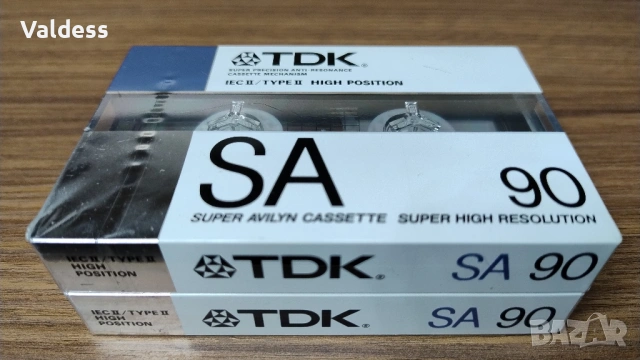 Valdess
TDK®
SUPER PRECISION ANTI-RESONANCE
CASSETTE MECHANISM
IEC II / TYPE II HIGH POSITION
SA 90
SUPER AVILYN CASSETTE SUPER HIGH RESOLUTION
IEC II / TYPE II
HIGH
POSITION
TDK® SA 90
IEC II / TYPE II
HIGH
POSITION
TDK® SA 90
BAZAR